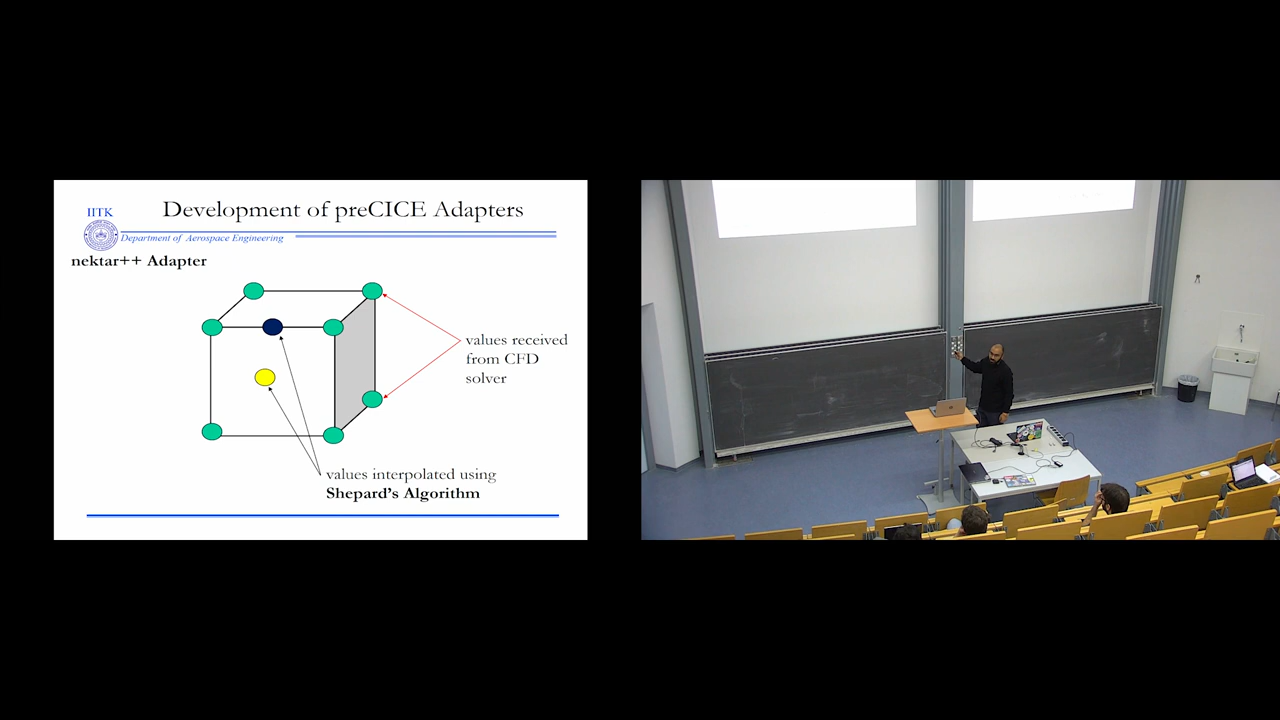 Development of preCICE Adapters
IITK
Department of Aerospace Engineering
nektar++ Adapter
values received
from CFD
solver
values interpolated using
Shepard's Algorithm